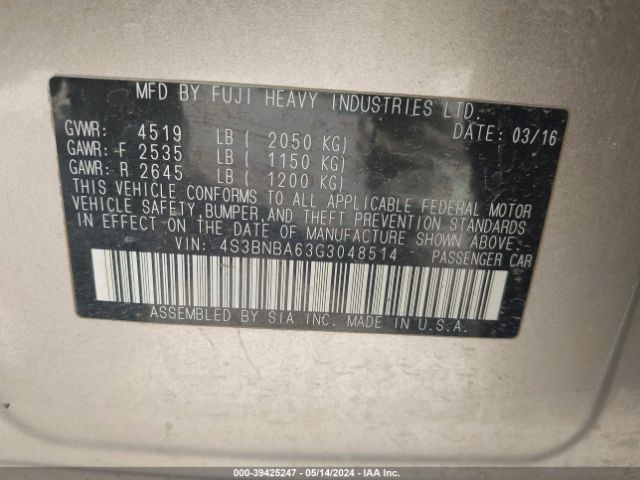 MFD BY FUJI HEAVY INDUSTRIES LTD.
GVWR: 4519 LB ( 2050 KG) DATE: 03/16
GAWR: F 2535 LB ( 1150 KG)
GAWR: R 2645 LB ( 1200 KG)
THIS VEHICLE CONFORMS TO ALL APPLICABLE FEDERAL MOTOR
VEHICLE SAFETY, BUMPER, AND THEFT PREVENTION STANDARDS
IN EFFECT ON THE DATE OF MANUFACTURE SHOWN ABOVE.
VIN: 4S3BNBA63G3048514 PASSENGER CAR
ASSEMBLED BY SIA INC. MADE IN U.S.A.
000-39425247 - 05/14/2024 - IAA Inc.